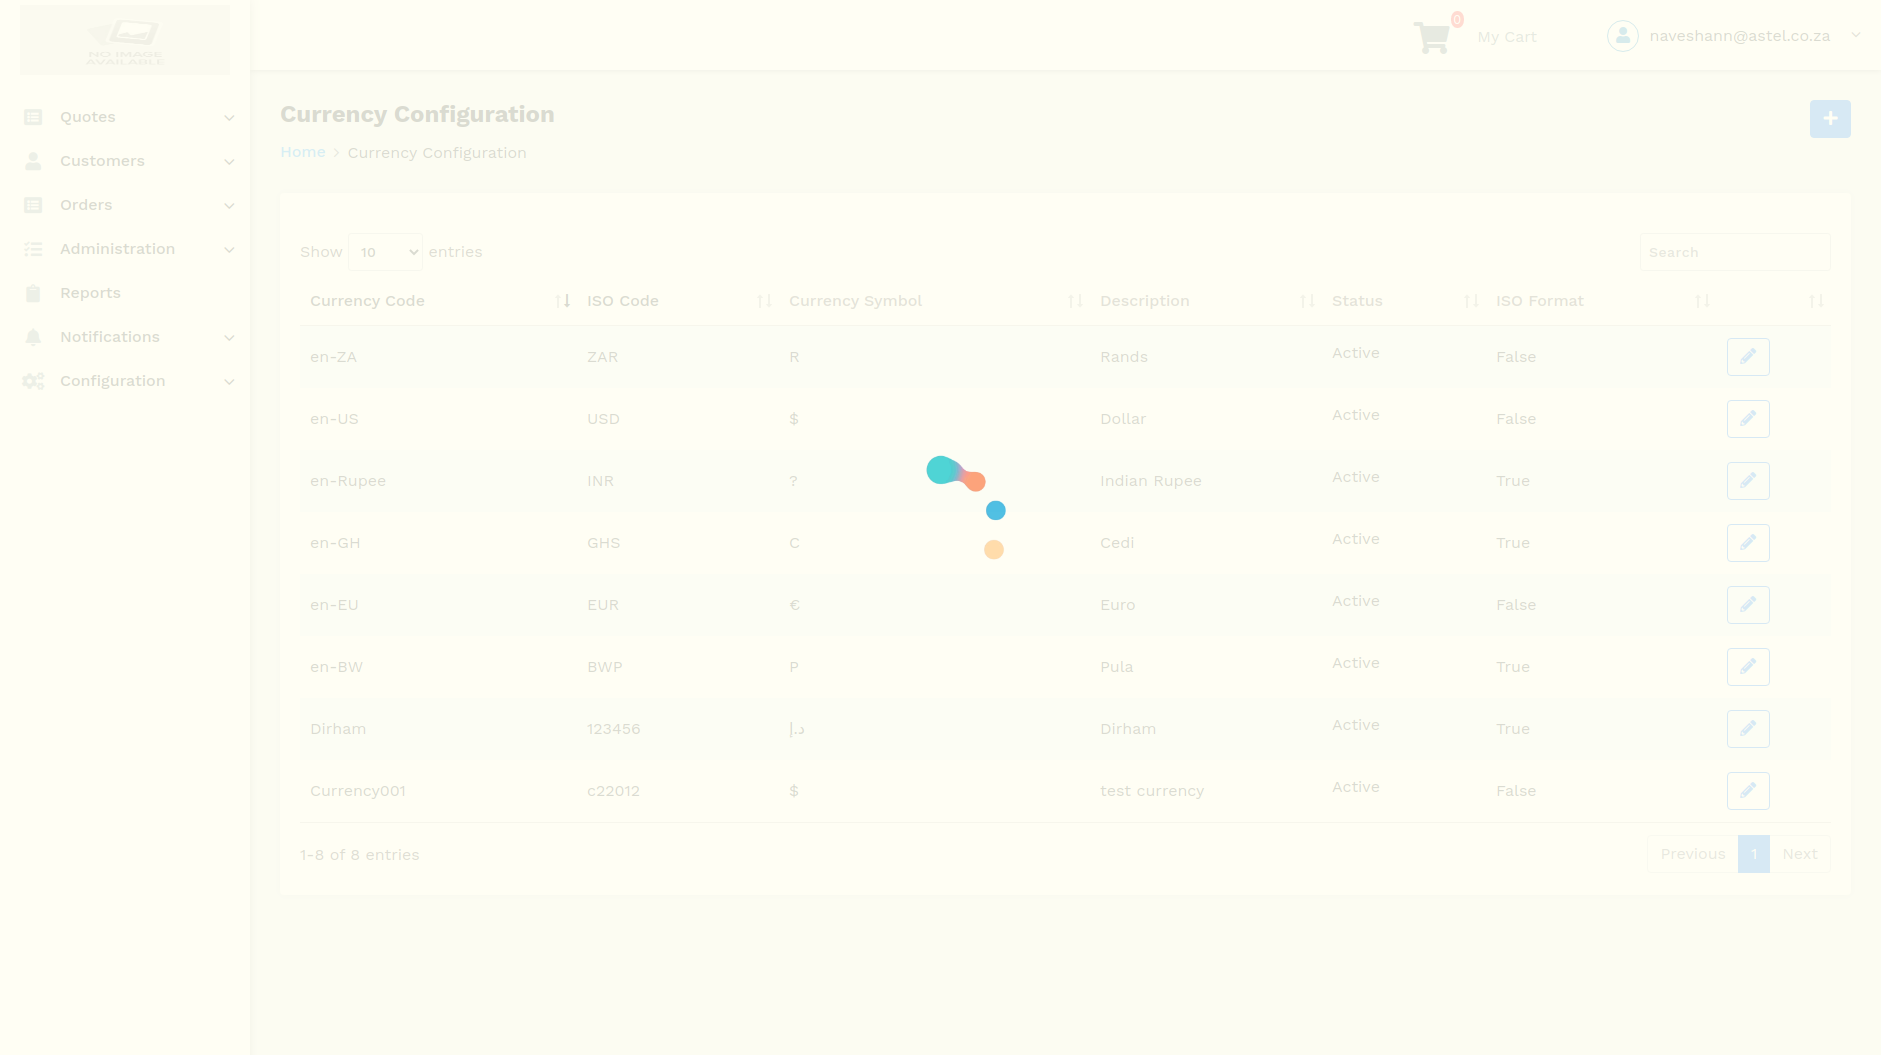 NO IMAGE
AVAILABLE
0
My Cart
naveshann@astel.co.za
Quotes
Customers
Orders
Administration
Reports
Notifications
Configuration
Currency Configuration
Home Currency Configuration
Show 10 entries
Search
Currency Code ISO Code Currency Symbol Description Status ISO Format
en-ZA ZAR R Rands Active False
en-US USD $ Dollar Active False
en-Rupee INR ? Indian Rupee Active True
en-GH GHS C Cedi Active True
en-EU EUR € Euro Active False
en-BW BWP P Pula Active True
Dirham 123456 د.إ Dirham Active True
Currency001 c22012 $ test currency Active False
1-8 of 8 entries
Previous 1 Next